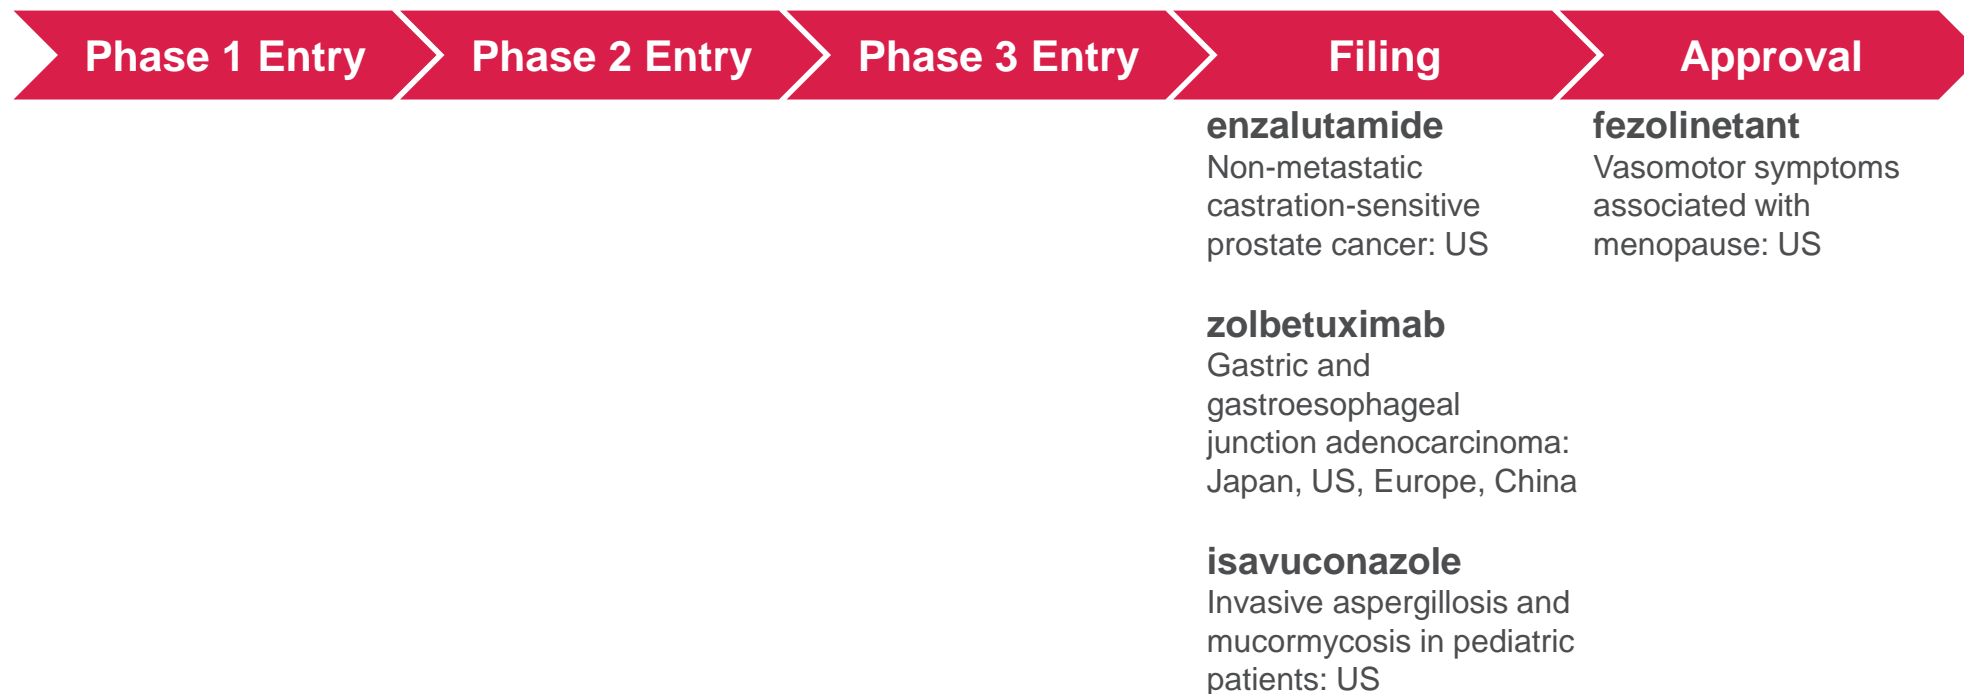 Phase 1 Entry
Phase 2 Entry
Phase 3 Entry
Filing
Approval
enzalutamide
Non-metastatic
castration-sensitive
prostate cancer: US
zolbetuximab
Gastric and
gastroesophageal
junction adenocarcinoma:
Japan, US, Europe, China
isavuconazole
Invasive aspergillosis and
mucormycosis in pediatric
patients: US
fezolinetant
Vasomotor symptoms
associated with
menopause: US